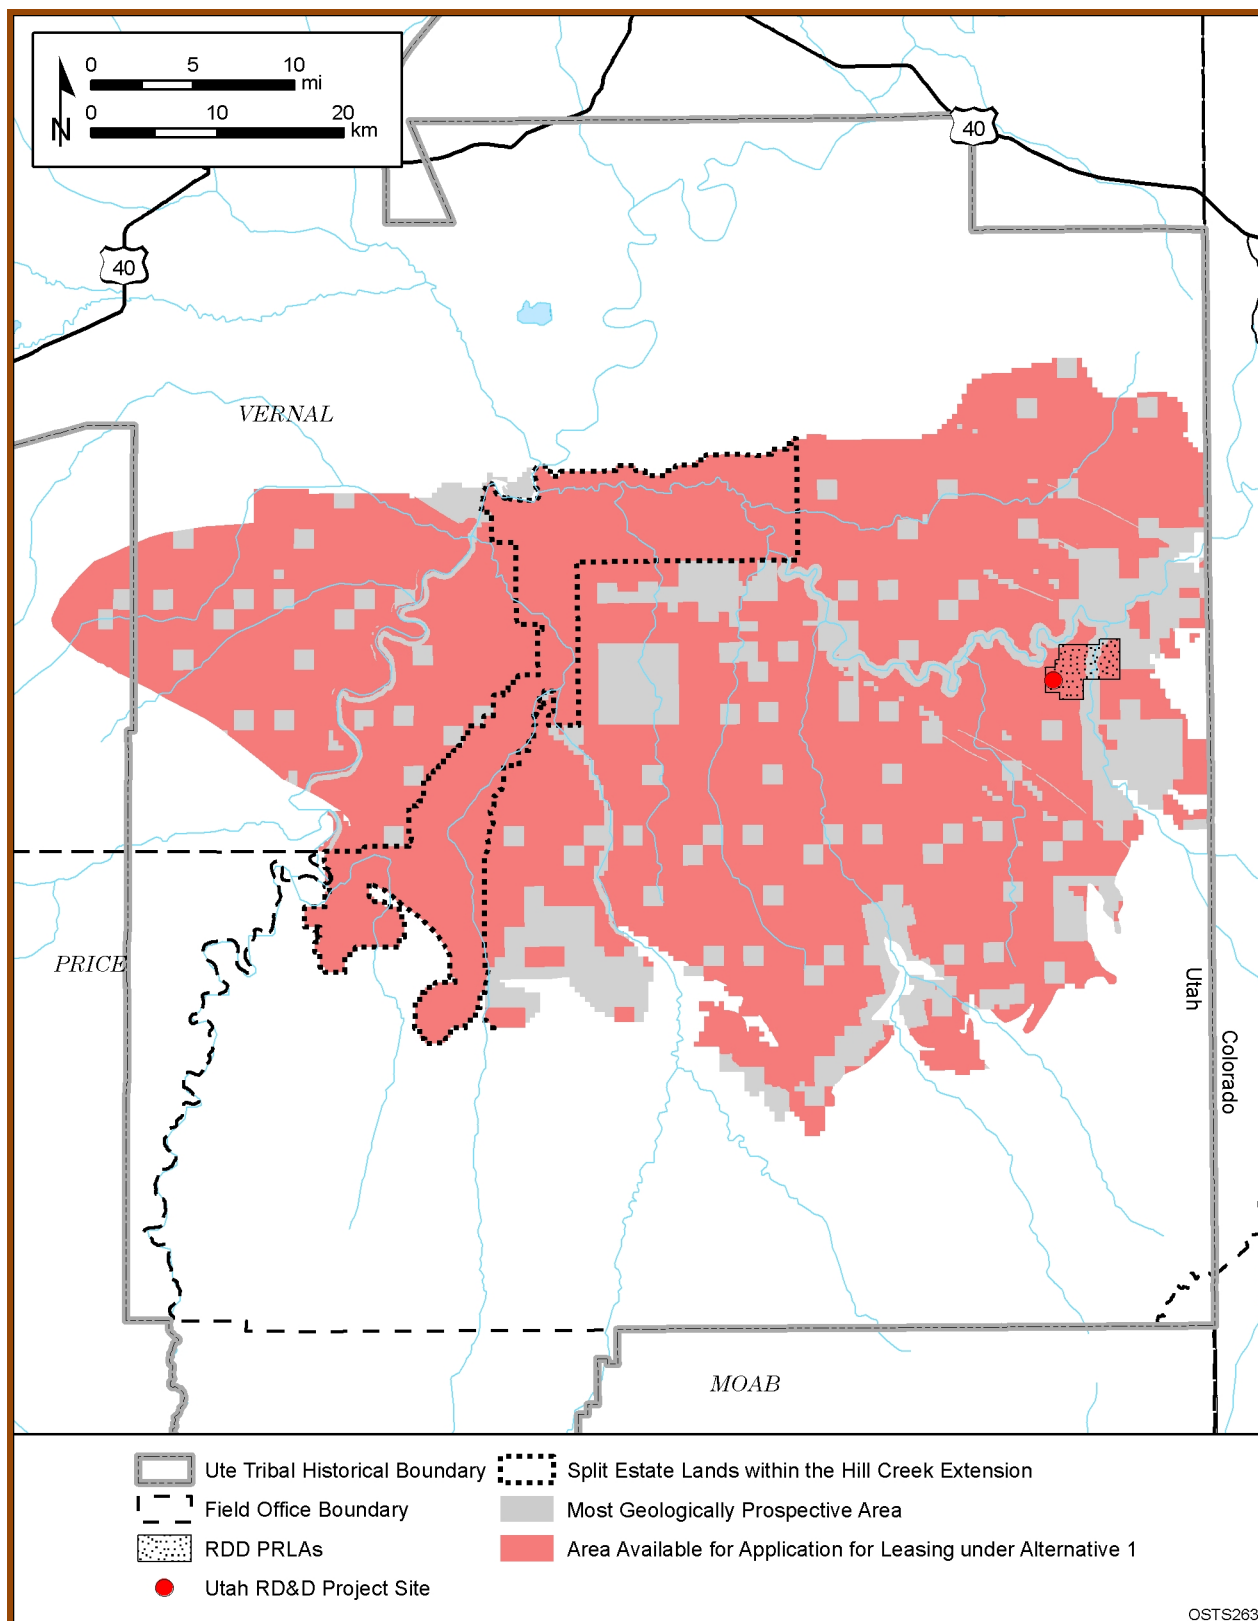 0 5 10
mi
0 10 20
km
N
40
40
VERNAL
PRICE
Utah
Colorado
MOAB
Ute Tribal Historical Boundary
Field Office Boundary
RDD PRLAs
Utah RD&D Project Site
Split Estate Lands within the Hill Creek Extension
Most Geologically Prospective Area
Area Available for Application for Leasing under Alternative 1
OSTS263